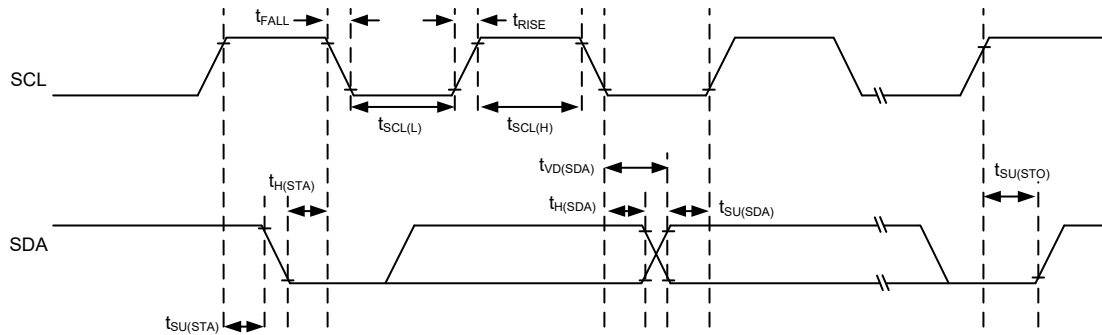 tFALL
tRISE
SCL
tSCL(L)
tSCL(H)
tVD(SDA)
tH(STA)
tH(SDA)
tSU(SDA)
tSU(STO)
SDA
tSU(STA)